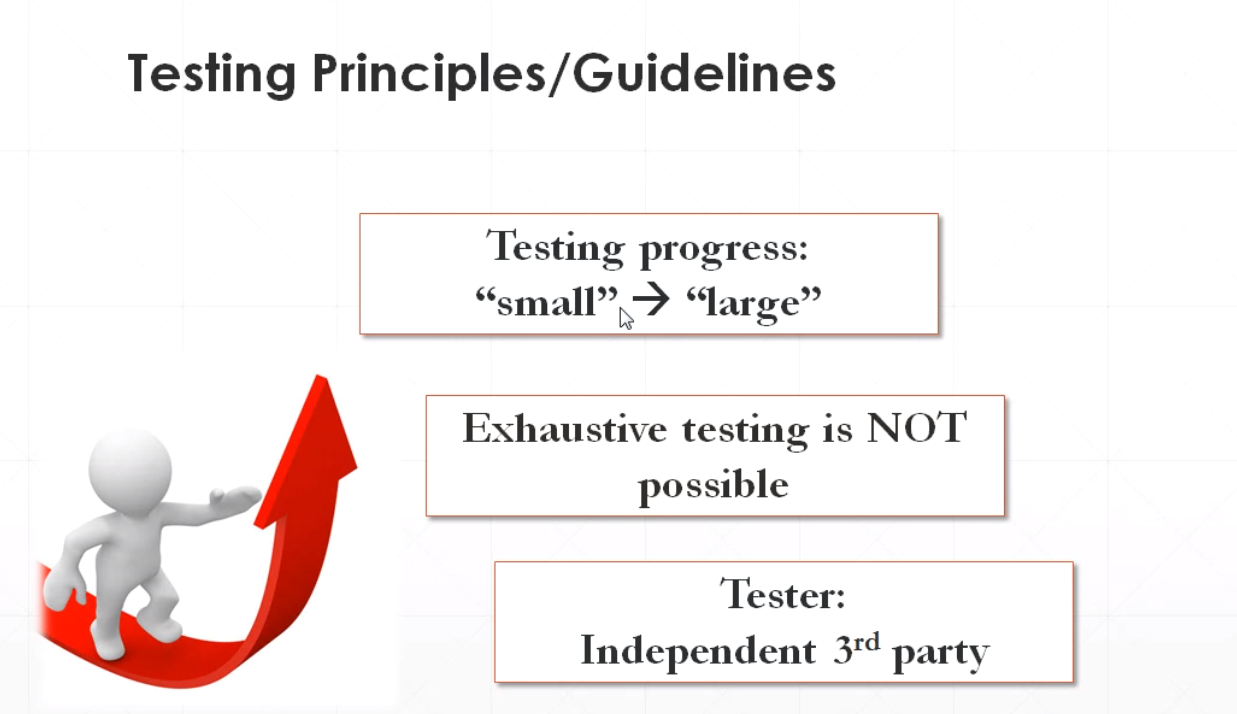 Testing Principles/Guidelines
Testing progress:
“small” → “large”
Exhaustive testing is NOT
possible
Tester:
Independent 3rd party